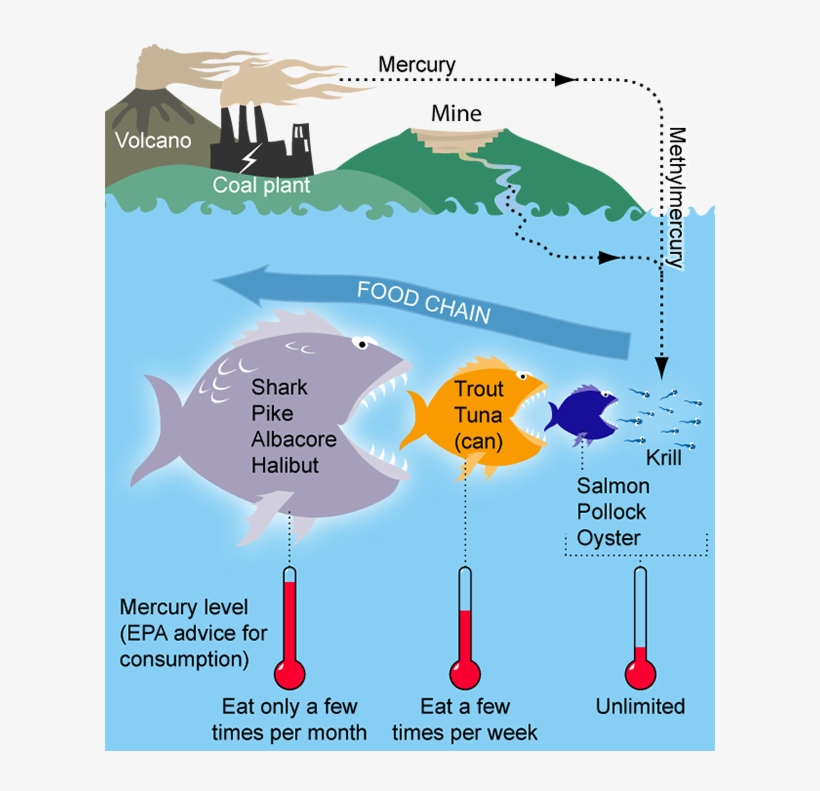 Mercury
Mine
Volcano
Coal plant
Methylmercury
FOOD CHAIN
Shark
Pike
Albacore
Halibut
Trout
Tuna
(can)
Krill
Salmon
Pollock
Oyster
Mercury level
(EPA advice for
consumption)
Eat only a few
times per month
Eat a few
times per week
Unlimited